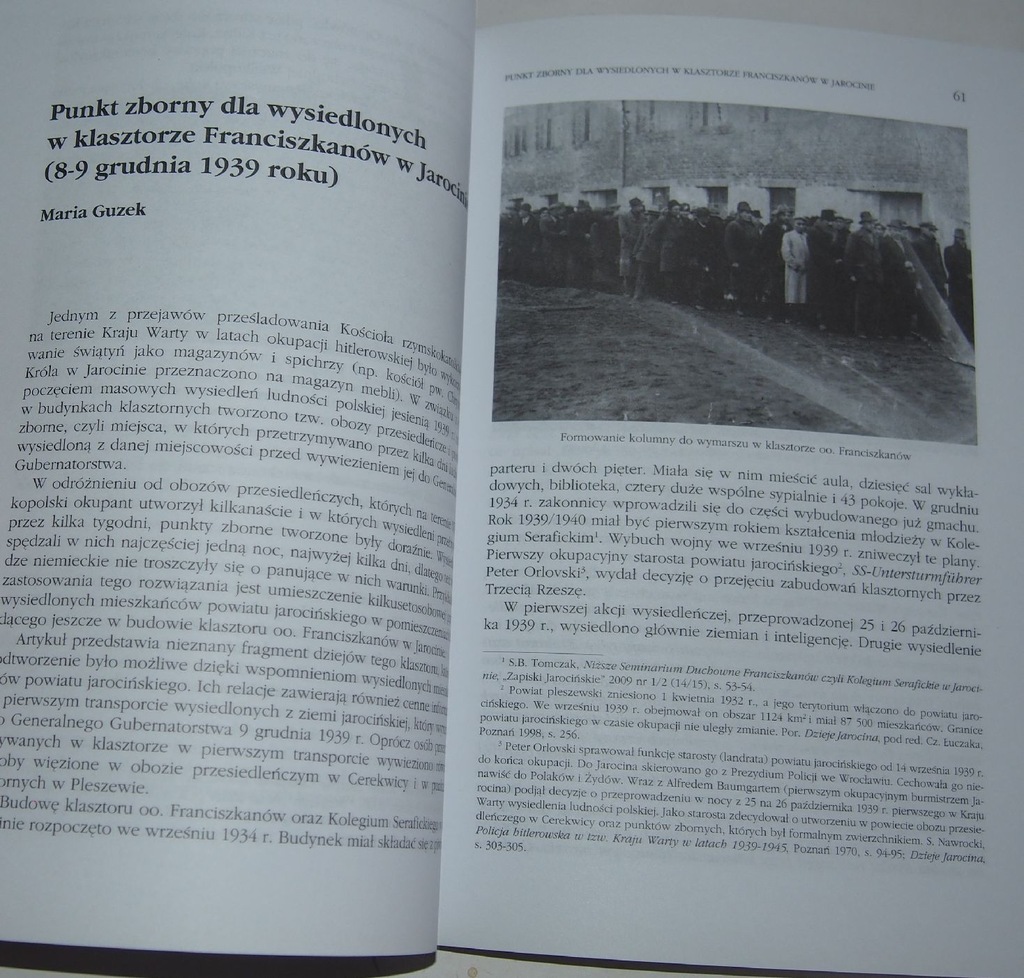 Punkt zborny dla wysiedlonych
w klasztorze Franciszkanów w Jarocinie
(8-9 grudnia 1939 roku)
Maria Guzek
Jednym z przejawów prześladowania Kościoła
na terenie Kraju Warty w latach okupacji hitlerowskiej było
wanie świątyń jako magazynów i spichrzy (np. kościół pw.
Króla w Jarocinie przeznaczono na magazyn mebli). W
poczęciem masowych wysiedleń ludności polskiej jesienią 1939
w budynkach klasztornych tworzono tzw. obozy przesiedleńcze i
zborne, czyli miejsca, w których przetrzymywano przez kilka dni
wysiedloną z danej miejscowości przed wywiezieniem jej do
Gubernatorstwa.
W odróżnieniu od obozów przesiedleńczych, których na terenie
kopolski okupant utworzył kilkanaście i w których wysiedleni
przez kilka tygodni, punkty zborne tworzone były doraźnie.
spędzali w nich najczęściej jedną noc, najwyżej kilka dni, dlatego
dze niemieckie nie troszczyły się o panujące w nich warunki.
zastosowania tego rozwiązania jest umieszczenie kilkusetosobowej
wysiedlonych mieszkańców powiatu jarocińskiego w
dącego jeszcze w budowie klasztoru oo. Franciszkanów w Jarocinie.
Artykuł przedstawia nieznany fragment dziejów tego klasztoru,
odtworzenie było możliwe dzięki wspomnieniom wysiedlonych
ów powiatu jarocińskiego. Ich relacje zawierają również cenne
pierwszym transporcie wysiedlonych z ziemi jarocińskiej, który
o Generalnego Gubernatorstwa 9 grudnia 1939 r. Oprócz osób
ywanych w klasztorze w pierwszym transporcie wywieziono
oby więzione w obozie przesiedleńczym w Cerekwicy i w
ornych w Pleszewie.
Budowę klasztoru oo. Franciszkanów oraz Kolegium Serafickiego
inie rozpoczęto we wrześniu 1934 r. Budynek miał składać się z
PUNKT ZBORNY DLA WYSIEDLONYCH W KLASZTORZE FRANCISZKANÓW W JAROCINIE
61
Formowanie kolumny do wymarszu w klasztorze oo. Franciszkanów
parteru i dwóch pięter. Miała się w nim mieścić aula, dziesięć sal wykła-
dowych, biblioteka, cztery duże wspólne sypialnie i 43 pokoje. W grudniu
1934 r. zakonnicy wprowadzili się do części wybudowanego już gmachu.
Rok 1939/1940 miał być pierwszym rokiem kształcenia młodzieży w Kole-
gium Serafickim¹. Wybuch wojny we wrześniu 1939 r. zniweczył te plany.
Pierwszy okupacyjny starosta powiatu jarocińskiego², SS-Untersturmführer
Peter Orlovski³, wydał decyzję o przejęciu zabudowań klasztornych przez
Trzecią Rzeszę.
W pierwszej akcji wysiedleńczej, przeprowadzonej 25 i 26 październi-
ka 1939 r., wysiedlono głównie ziemian i inteligencję. Drugie wysiedlenie
¹ S.B. Tomczak, Niższe Seminarium Duchowne Franciszkanów czyli Kolegium Serafickie w Jaroci-
nie, „Zapiski Jarocińskie" 2009 nr 1/2 (14/15), s. 53-54.
² Powiat pleszewski zniesiono 1 kwietnia 1932 r., a jego terytorium włączono do powiatu jaro-
cińskiego. We wrześniu 1939 r. obejmował on obszar 1124 km² i miał 87 500 mieszkańców. Granice
powiatu jarocińskiego w czasie okupacji nie uległy zmianie. Por. Dzieje Jarocina, pod red. Cz. Łuczaka,
Poznań 1998, s. 256.
³ Peter Orlovski sprawował funkcję starosty (landrata) powiatu jarocińskiego od 14 września 1939 r.
do końca okupacji. Do Jarocina skierowano go z Prezydium Policji we Wrocławiu. Cechowała go nie-
nawiść do Polaków i Żydów. Wraz z Alfredem Baumgartem (pierwszym okupacyjnym burmistrzem Ja-
rocina) podjął decyzje o przeprowadzeniu w nocy z 25 na 26 października 1939 r. pierwszego w Kraju
Warty wysiedlenia ludności polskiej. Jako starosta zdecydował o utworzeniu w powiecie obozu przesie-
dleńczego w Cerekwicy oraz punktów zbornych, których był formalnym zwierzchnikiem. S. Nawrocki,
Policja hitlerowska w tzw. Kraju Warty w latach 1939-1945, Poznań 1970, s. 94-95; Dzieje Jarocina,
s. 303-305.